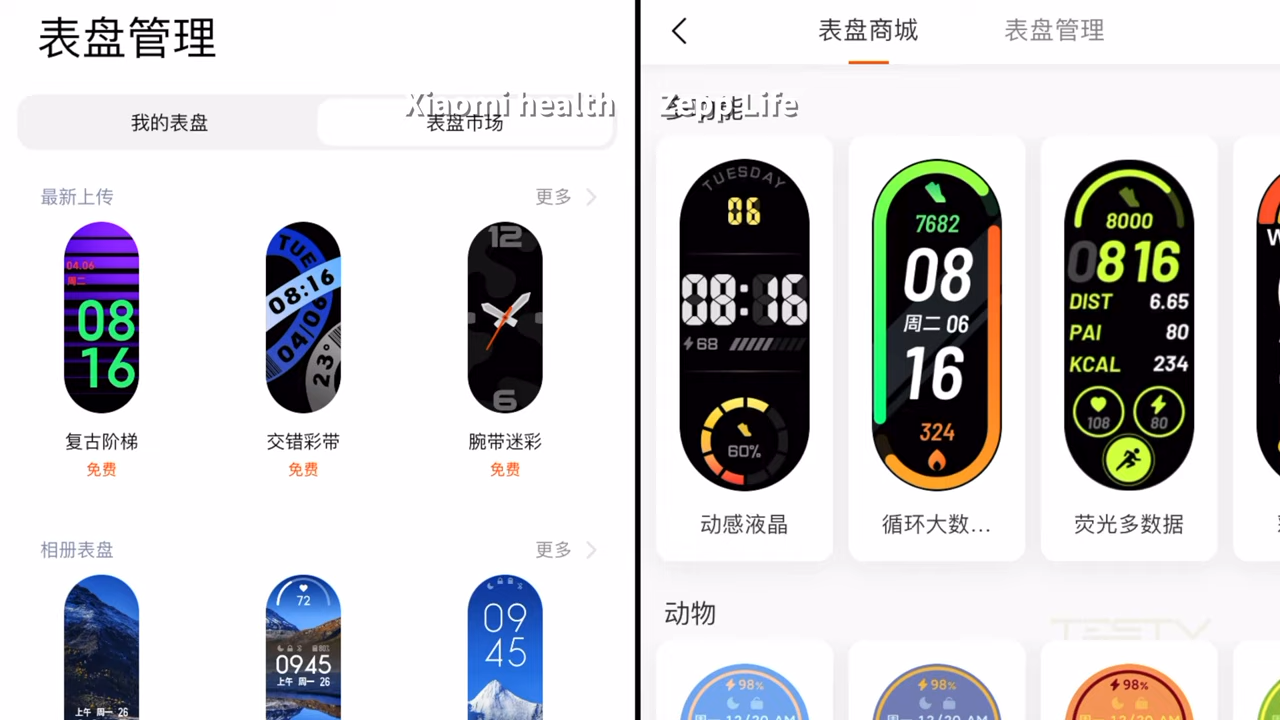 表盘管理
我的表盘
表盘市场
Xiaomi health
最新上传
更多
04.06
周二
08
16
TUE
08:16
04/06
23°
12
6
复古阶梯
免费
交错彩带
免费
腕带迷彩
免费
相册表盘
更多
上午 周一 26
72
80%
0945
上午 周一 26
09
45
表盘商城
表盘管理
Zepp Life
TUESDAY
06
08:16
68
60%
动感液晶
7682
08
周二 06
16
324
循环大数…
8000
0816
DIST 6.65
PAI 80
KCAL 234
108
80
荧光多数据
W
动物
TESTV
98%
98%
98%